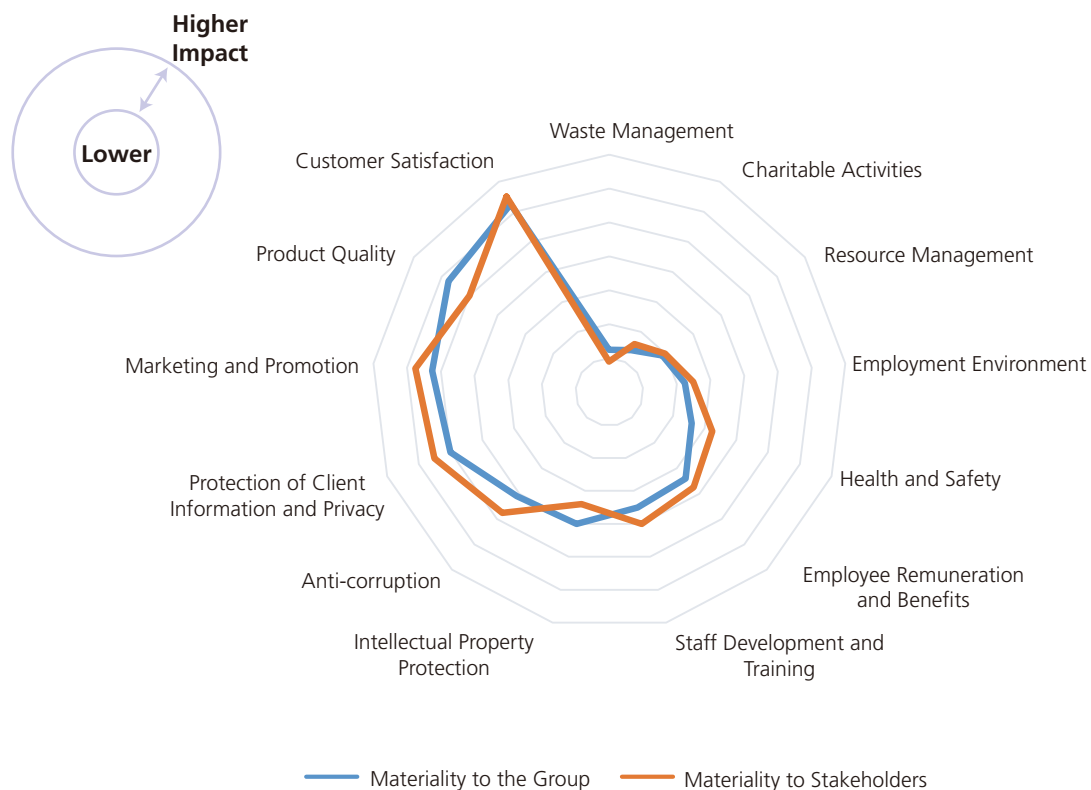 Higher
Impact
Lower
Waste Management
Charitable Activities
Resource Management
Employment Environment
Health and Safety
Employee Remuneration
and Benefits
Staff Development and
Training
Intellectual Property
Protection
Anti-corruption
Protection of Client
Information and Privacy
Marketing and Promotion
Product Quality
Customer Satisfaction
Materiality to the Group
Materiality to Stakeholders